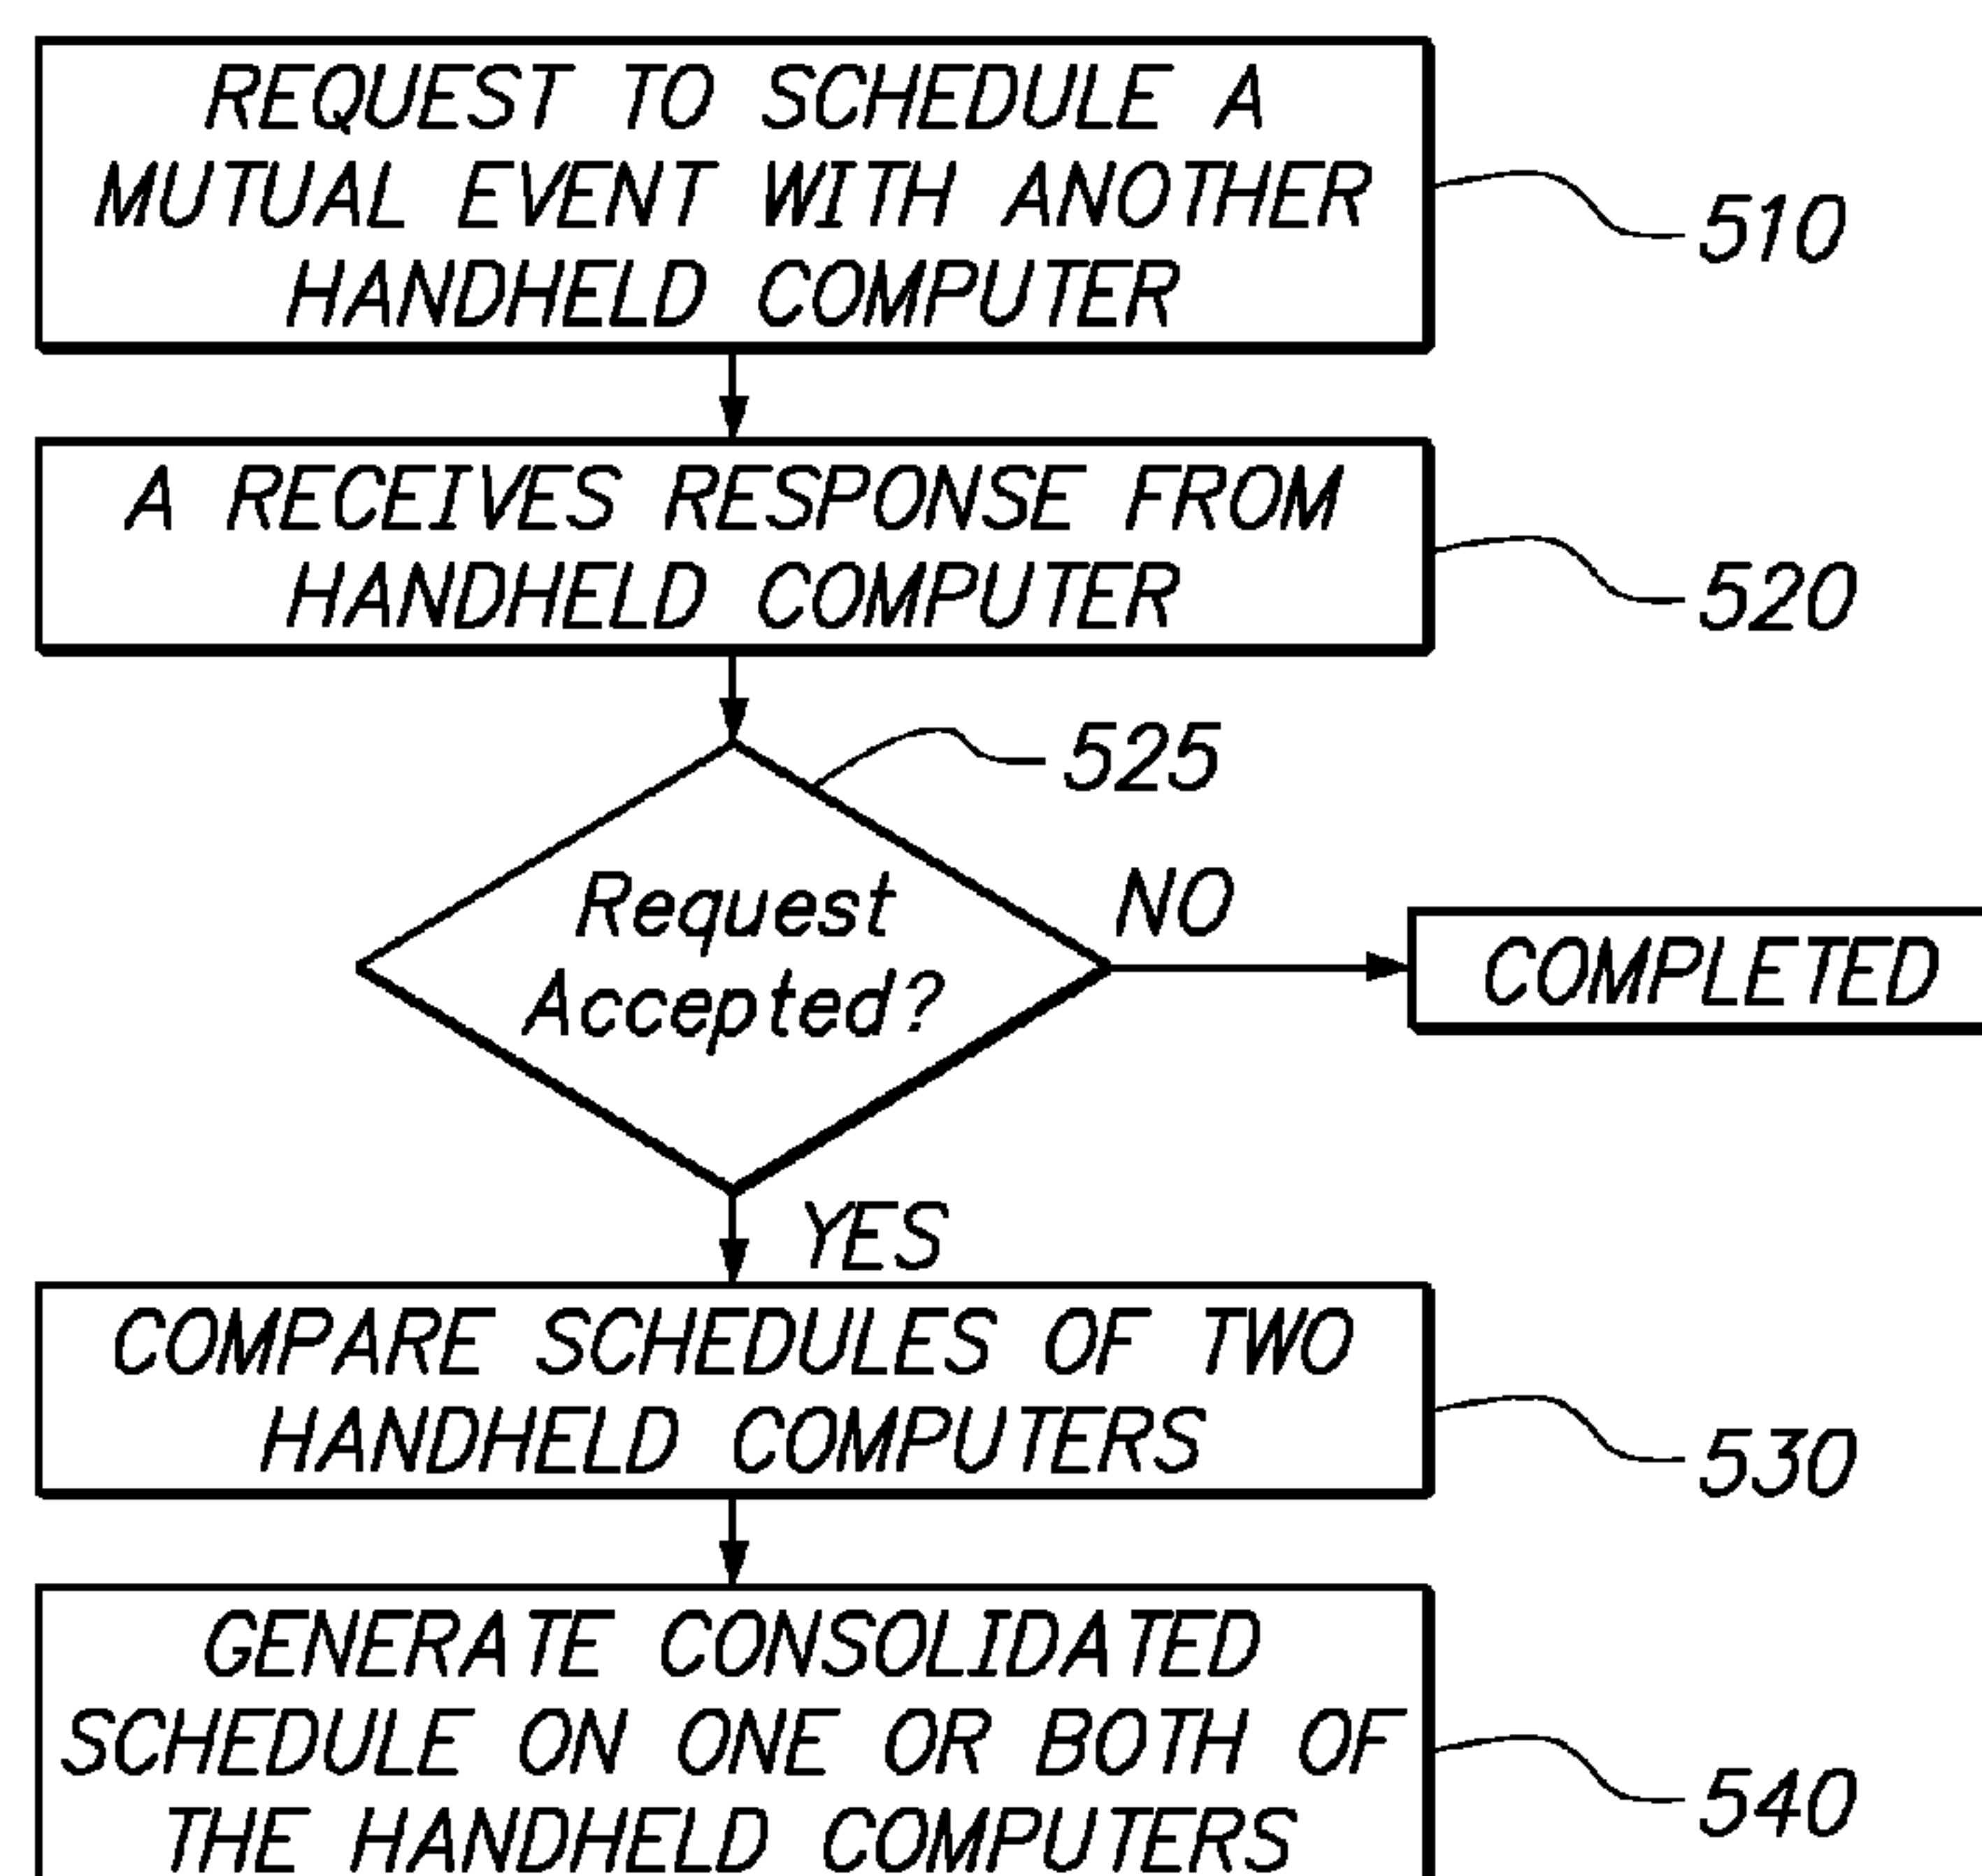 REQUEST TO SCHEDULE A
MUTUAL EVENT WITH ANOTHER
HANDHELD COMPUTER
510
A RECEIVES RESPONSE FROM
HANDHELD COMPUTER
520
525
Request
Accepted?
NO
COMPLETED
YES
COMPARE SCHEDULES OF TWO
HANDHELD COMPUTERS
530
GENERATE CONSOLIDATED
SCHEDULE ON ONE OR BOTH OF
THE HANDHELD COMPUTERS
540